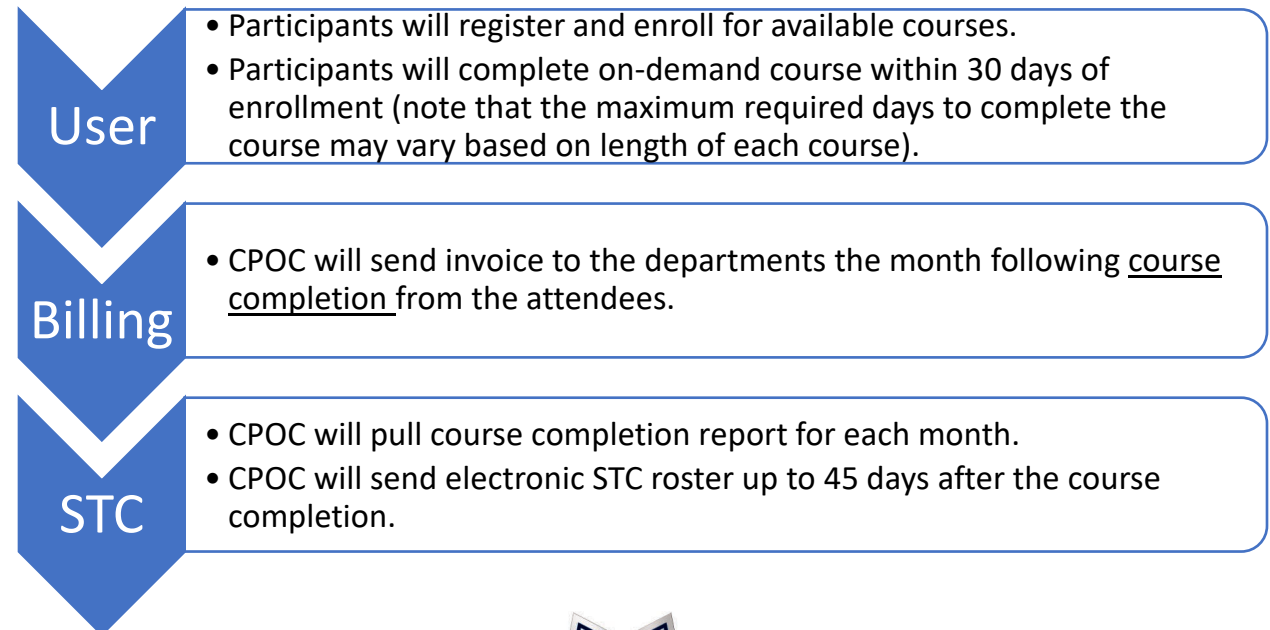 User
• Participants will register and enroll for available courses.
• Participants will complete on-demand course within 30 days of
enrollment (note that the maximum required days to complete the
course may vary based on length of each course).
Billing
• CPOC will send invoice to the departments the month following course
completion from the attendees.
STC
• CPOC will pull course completion report for each month.
• CPOC will send electronic STC roster up to 45 days after the course
completion.